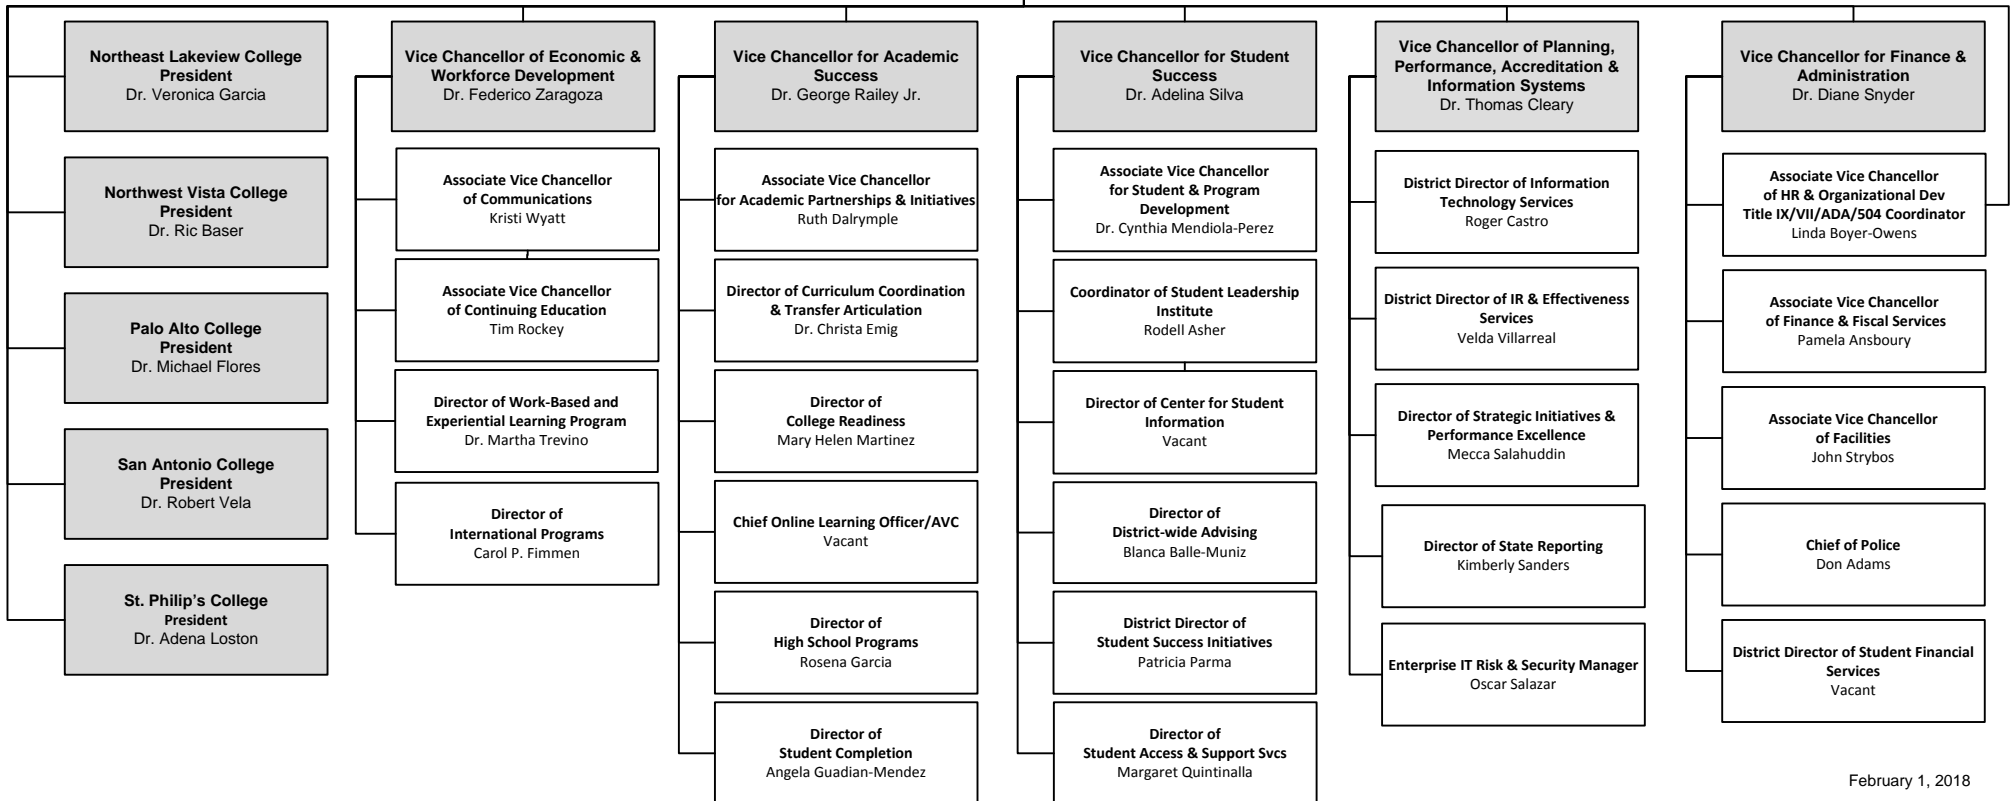 Northeast Lakeview College
President
Dr. Veronica Garcia
Northwest Vista College
President
Dr. Ric Baser
Palo Alto College
President
Dr. Michael Flores
San Antonio College
President
Dr. Robert Vela
St. Philip's College
President
Dr. Adena Loston
Vice Chancellor of Economic &
Workforce Development
Dr. Federico Zaragoza
Associate Vice Chancellor
of Communications
Kristi Wyatt
Associate Vice Chancellor
of Continuing Education
Tim Rockey
Director of Work-Based and
Experiential Learning Program
Dr. Martha Trevino
Director of
International Programs
Carol P. Fimmen
Vice Chancellor for Academic
Success
Dr. George Railey Jr.
Associate Vice Chancellor
for Academic Partnerships & Initiatives
Ruth Dalrymple
Director of Curriculum Coordination
& Transfer Articulation
Dr. Christa Emig
Director of
College Readiness
Mary Helen Martinez
Chief Online Learning Officer/AVC
Vacant
Director of
High School Programs
Rosena Garcia
Director of
Student Completion
Angela Guadian-Mendez
Vice Chancellor for Student
Success
Dr. Adelina Silva
Associate Vice Chancellor
for Student & Program
Development
Dr. Cynthia Mendiola-Perez
Coordinator of Student Leadership
Institute
Rodell Asher
Director of Center for Student
Information
Vacant
Director of
District-wide Advising
Blanca Balle-Muniz
District Director of
Student Success Initiatives
Patricia Parma
Director of
Student Access & Support Svcs
Margaret Quintinalla
Vice Chancellor of Planning,
Performance, Accreditation &
Information Systems
Dr. Thomas Cleary
District Director of Information
Technology Services
Roger Castro
District Director of IR & Effectiveness
Services
Velda Villarreal
Director of Strategic Initiatives &
Performance Excellence
Mecca Salahuddin
Director of State Reporting
Kimberly Sanders
Enterprise IT Risk & Security Manager
Oscar Salazar
Vice Chancellor for Finance &
Administration
Dr. Diane Snyder
Associate Vice Chancellor
of HR & Organizational Dev
Title IX/VII/ADA/504 Coordinator
Linda Boyer-Owens
Associate Vice Chancellor
of Finance & Fiscal Services
Pamela Ansboury
Associate Vice Chancellor
of Facilities
John Strybos
Chief of Police
Don Adams
District Director of Student Financial
Services
Vacant
February 1, 2018